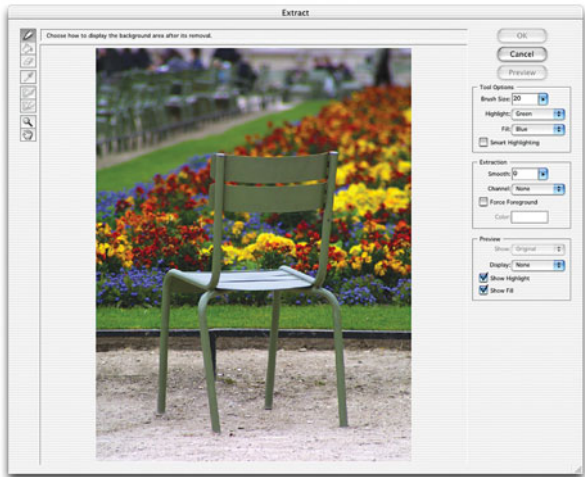 Extract
Choose how to display the background area after its removal.
OK
Cancel
Preview
Tool Options
Brush Size: 20
Highlight: Green
Fill: Blue
Smart Highlighting
Extraction
Smooth: 0
Channel: None
Force Foreground
Color:
Preview
Show: Original
Display: None
Show Highlight
Show Fill